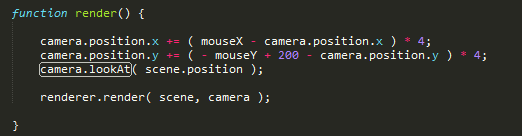 function render() {
camera.position.x += ( mouseX - camera.position.x ) * 4;
camera.position.y += ( - mouseY + 200 - camera.position.y ) * 4;
camera.lookAt( scene.position );
renderer.render( scene, camera );
}